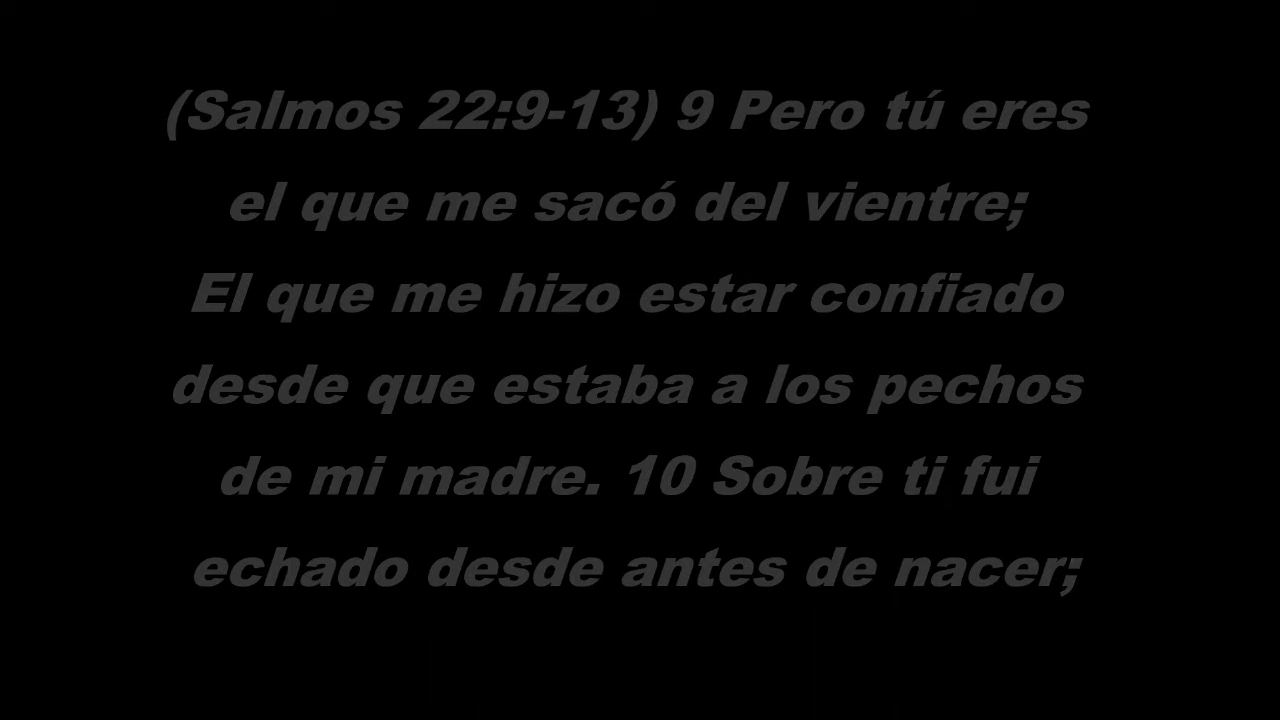 (Salmos 22:9-13) 9 Pero tú eres
el que me sacó del vientre;
El que me hizo estar confiado
desde que estaba a los pechos
de mi madre. 10 Sobre ti fui
echado desde antes de nacer;